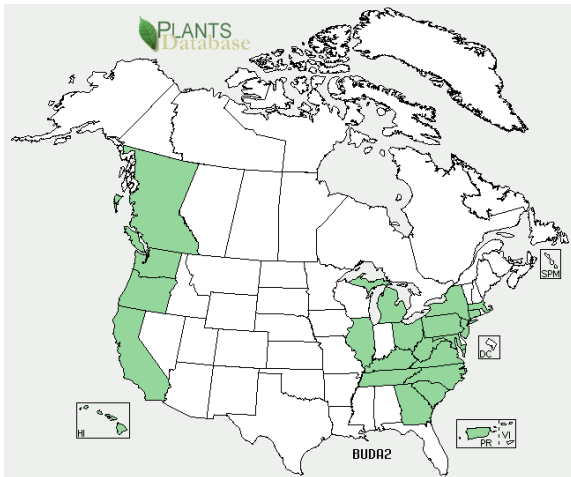 PLANTS
Database
SPM
DC
HI
PR
VI
BUDA2